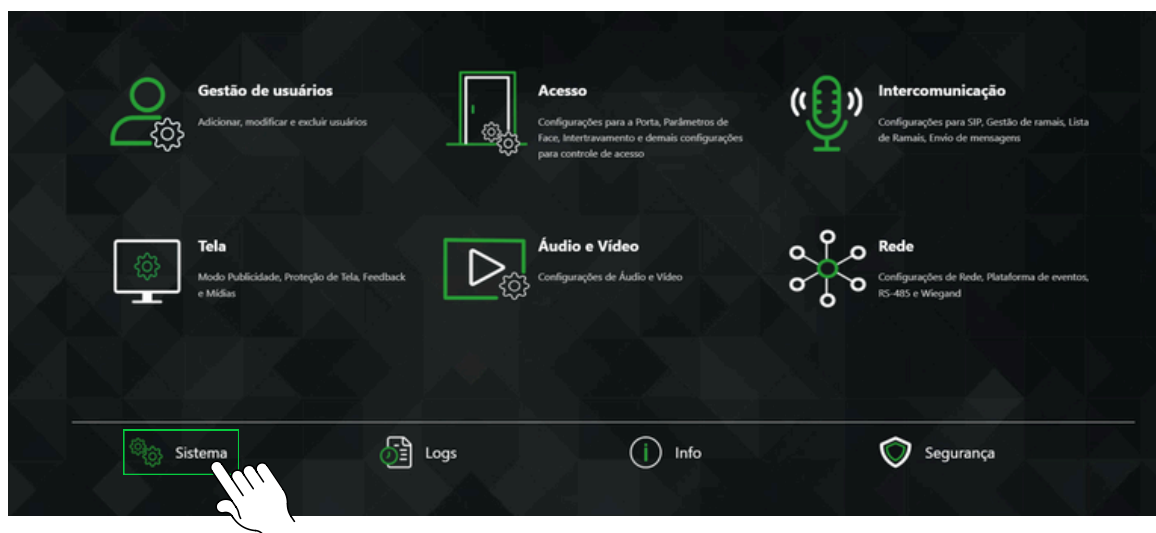 Gestão de usuários
Adicionar, modificar e excluir usuários
Acesso
Configurações para a Porta, Parâmetros de
Face, Intertravamento e demais configurações
para controle de acesso
Intercomunicação
Configurações para SIP, Gestão de ramais, Lista
de Ramais, Envio de mensagens
Tela
Modo Publicidade, Proteção de Tela, Feedback
e Mídias
Áudio e Vídeo
Configurações de Áudio e Vídeo
Rede
Configurações de Rede, Plataforma de eventos,
RS-485 e Wiegand
Sistema
Logs
Info
Segurança